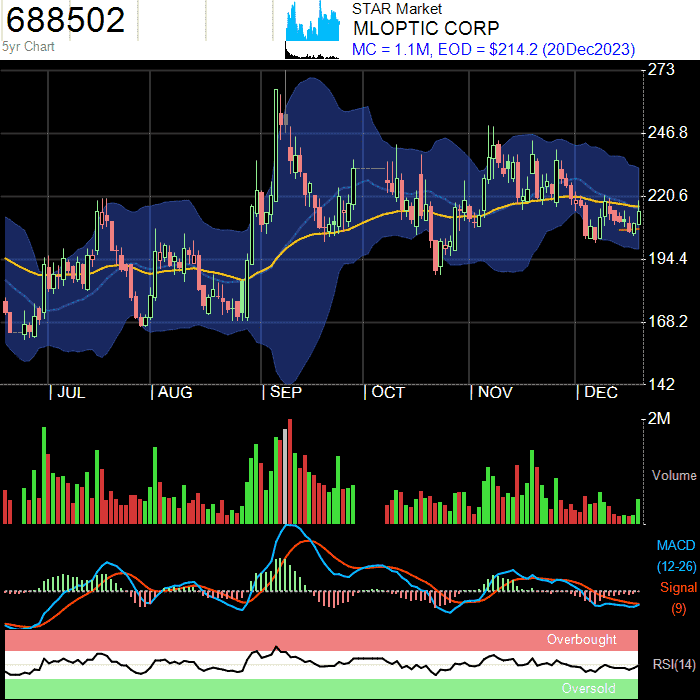 688502
5yr Chart
STAR Market
MLOPTIC CORP
MC = 1.1M, EOD = $214.2 (20Dec2023)
273
246.8
220.6
194.4
168.2
142
JUL
AUG
SEP
OCT
NOV
DEC
2M
Volume
MACD
(12-26)
Signal
(9)
Overbought
RSI(14)
Oversold